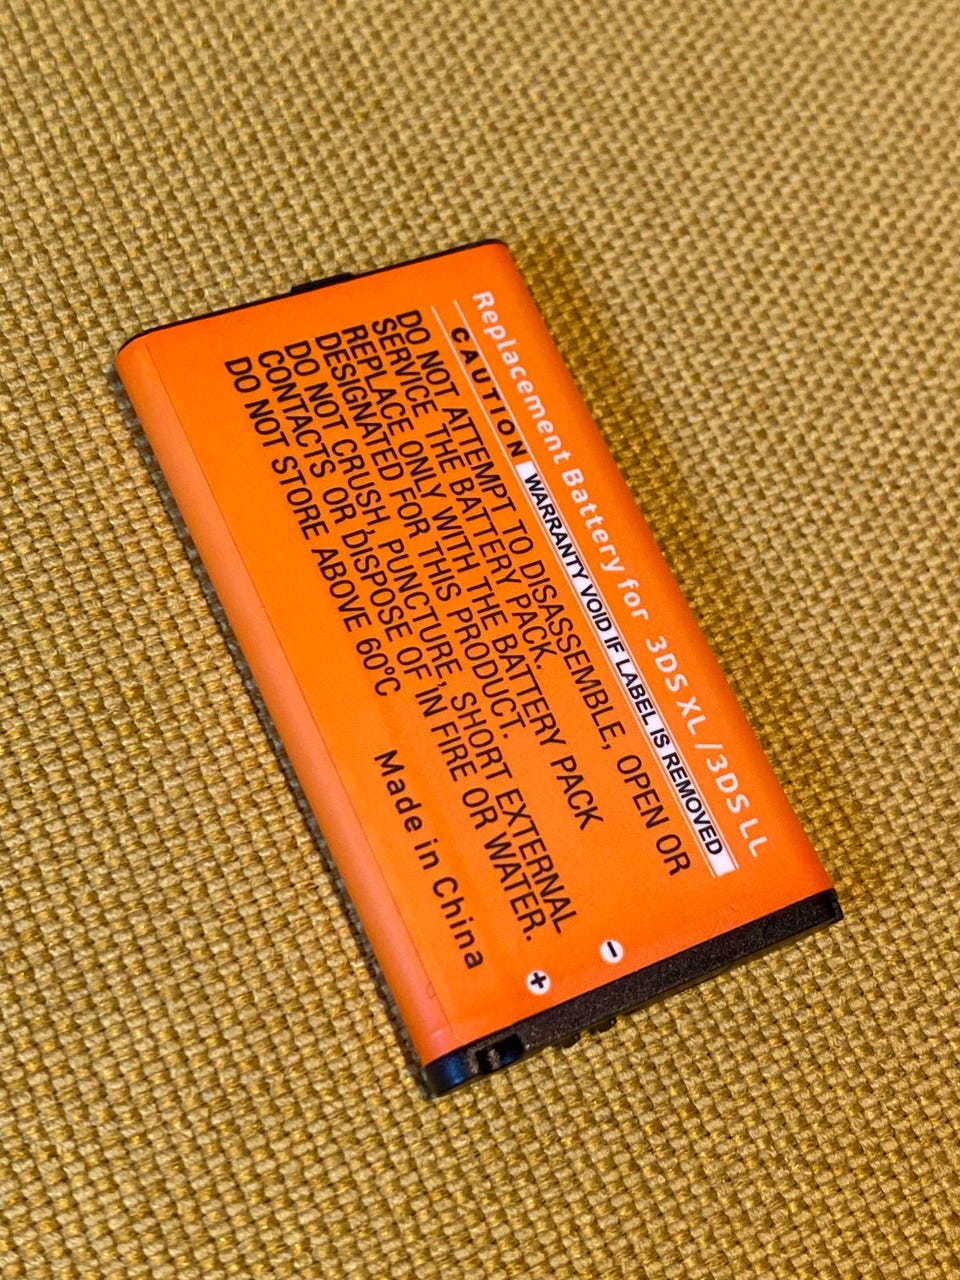 Replacement Battery for 3DS XL /3DS LL
CAUTION WARRANTY VOID IF LABEL IS REMOVED
DO NOT ATTEMPT TO DISASSEMBLE, OPEN OR
SERVICE THE BATTERY PACK.
REPLACE ONLY WITH THE BATTERY PACK
DESIGNATED FOR THIS PRODUCT.
DO NOT CRUSH, PUNCTURE, SHORT EXTERNAL
CONTACTS OR DISPOSE OF IN FIRE OR WATER.
DO NOT STORE ABOVE 60°C
Made in China
- +